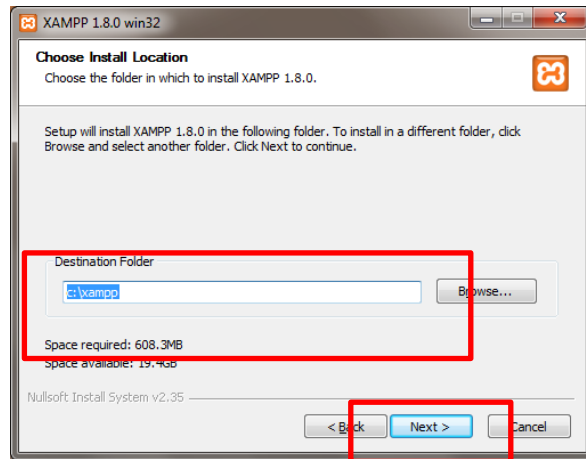 XAMPP 1.8.0 win32
Choose Install Location
Choose the folder in which to install XAMPP 1.8.0.
Setup will install XAMPP 1.8.0 in the following folder. To install in a different folder, click
Browse and select another folder. Click Next to continue.
Destination Folder
c:\xampp
Browse...
Space required: 608.3MB
Space available: 19.4GB
Nullsoft Install System v2.35
< Back
Next >
Cancel